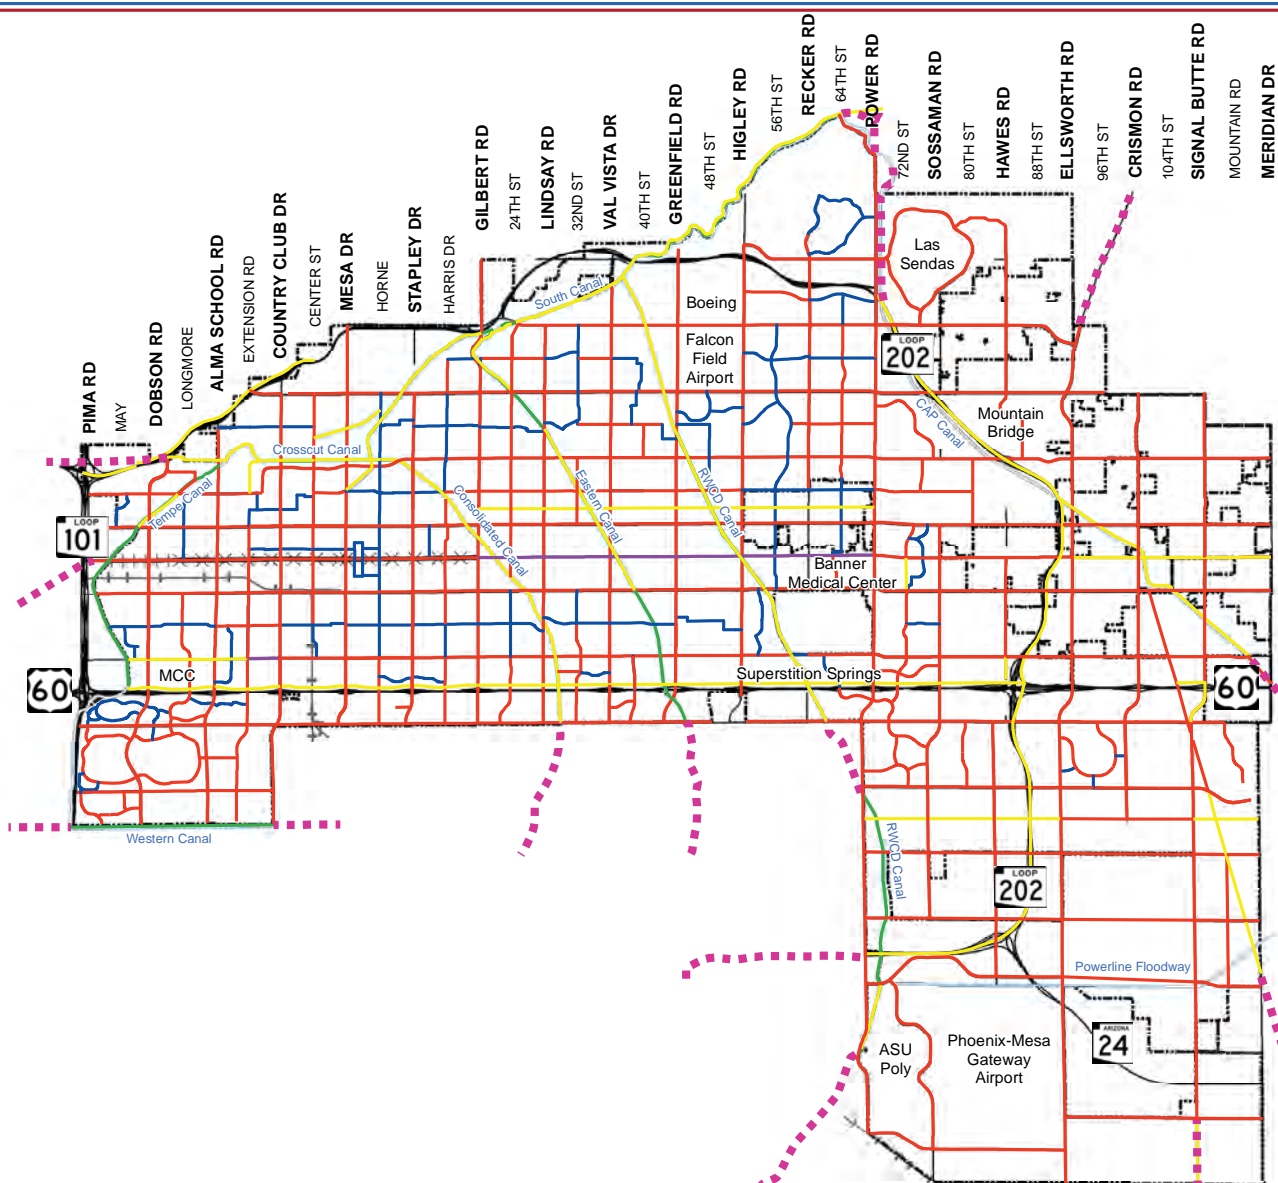 PIMA RD
MAY
DOBSON RD
LONGMORE
ALMA SCHOOL RD
EXTENSION RD
COUNTRY CLUB DR
CENTER ST
MESA DR
HORNE
STAPLEY DR
HARRIS DR
GILBERT RD
24TH ST
LINDSAY RD
32ND ST
VAL VISTA DR
40TH ST
GREENFIELD RD
48TH ST
HIGLEY RD
56TH ST
RECKER RD
64TH ST
POWER RD
72ND ST
SOSSAMAN RD
80TH ST
HAWES RD
88TH ST
ELLSWORTH RD
96TH ST
CRISMON RD
104TH ST
SIGNAL BUTTE RD
MOUNTAIN RD
MERIDIAN DR
Las
Sendas
South Canal
Boeing
Falcon
Field
Airport
LOOP
202
CAP Canal
Mountain
Bridge
Crosscut Canal
Tempe Canal
Consolidated Canal
Eastern Canal
RWCD Canal
LOOP
101
Banner
Medical Center
MCC
Superstition Springs
60
60
Western Canal
RWCD Canal
LOOP
202
Powerline Floodway
ARIZONA
24
ASU
Poly
Phoenix-Mesa
Gateway
Airport